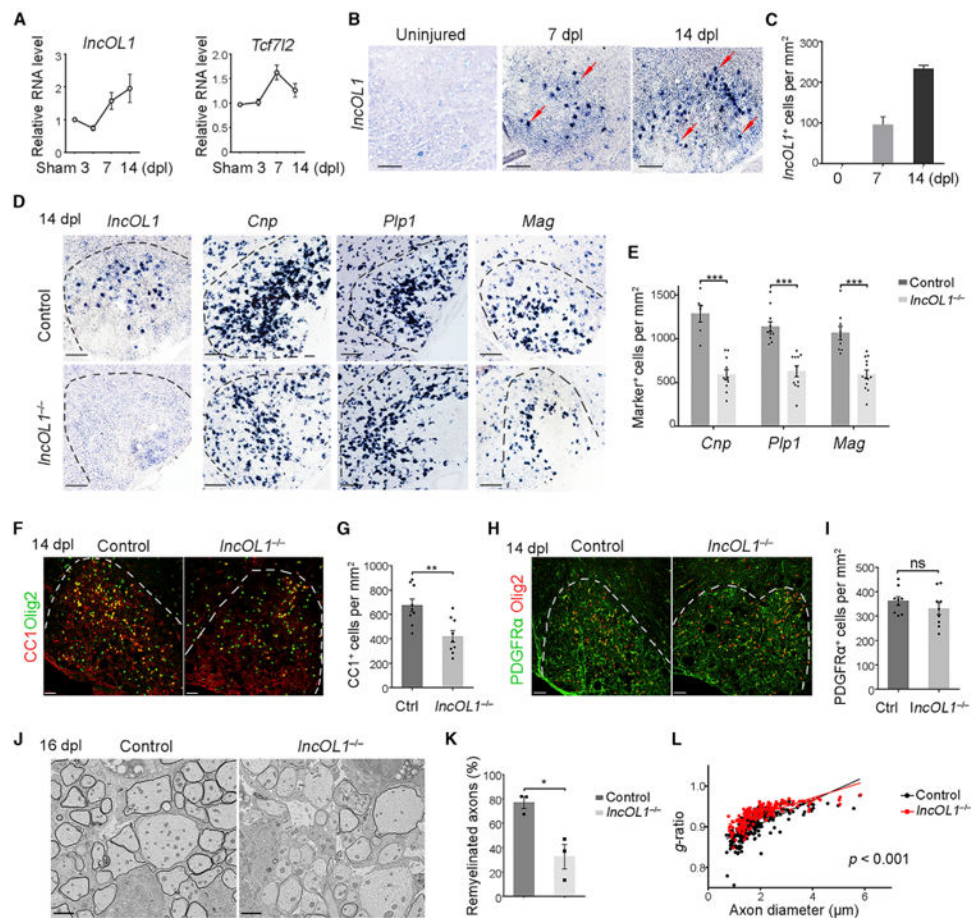 A
lncOL1
Relative RNA level
2
1
0
Sham 3 7 14 (dpl)
Tcf7l2
Relative RNA level
2.0
1.5
1.0
0.5
0
Sham 3 7 14 (dpl)
B
Uninjured 7 dpl 14 dpl
lncOL1
C
lncOL1+ cells per mm²
300
200
100
0
0 7 14 (dpl)
D
14 dpl lncOL1 Cnp Plp1 Mag
Control
lncOL1−/−
E
Control
lncOL1−/−
Marker+ cells per mm²
1500
1000
500
0
*** *** ***
Cnp Plp1 Mag
F
14 dpl Control lncOL1−/−
CC1Olig2
G
CC1+ cells per mm²
800
600
400
200
0
**
Ctrl lncOL1−/−
H
14 dpl Control lncOL1−/−
PDGFRα Olig2
I
PDGFRα+ cells per mm²
500
400
300
200
100
0
ns
Ctrl lncOL1−/−
J
16 dpl Control lncOL1−/−
K
Remyelinated axons (%)
100
80
60
40
20
0
*
Control
lncOL1−/−
L
g-ratio
1.0
0.9
0.8
0 2 4 6
Axon diameter (μm)
Control
lncOL1−/−
p < 0.001